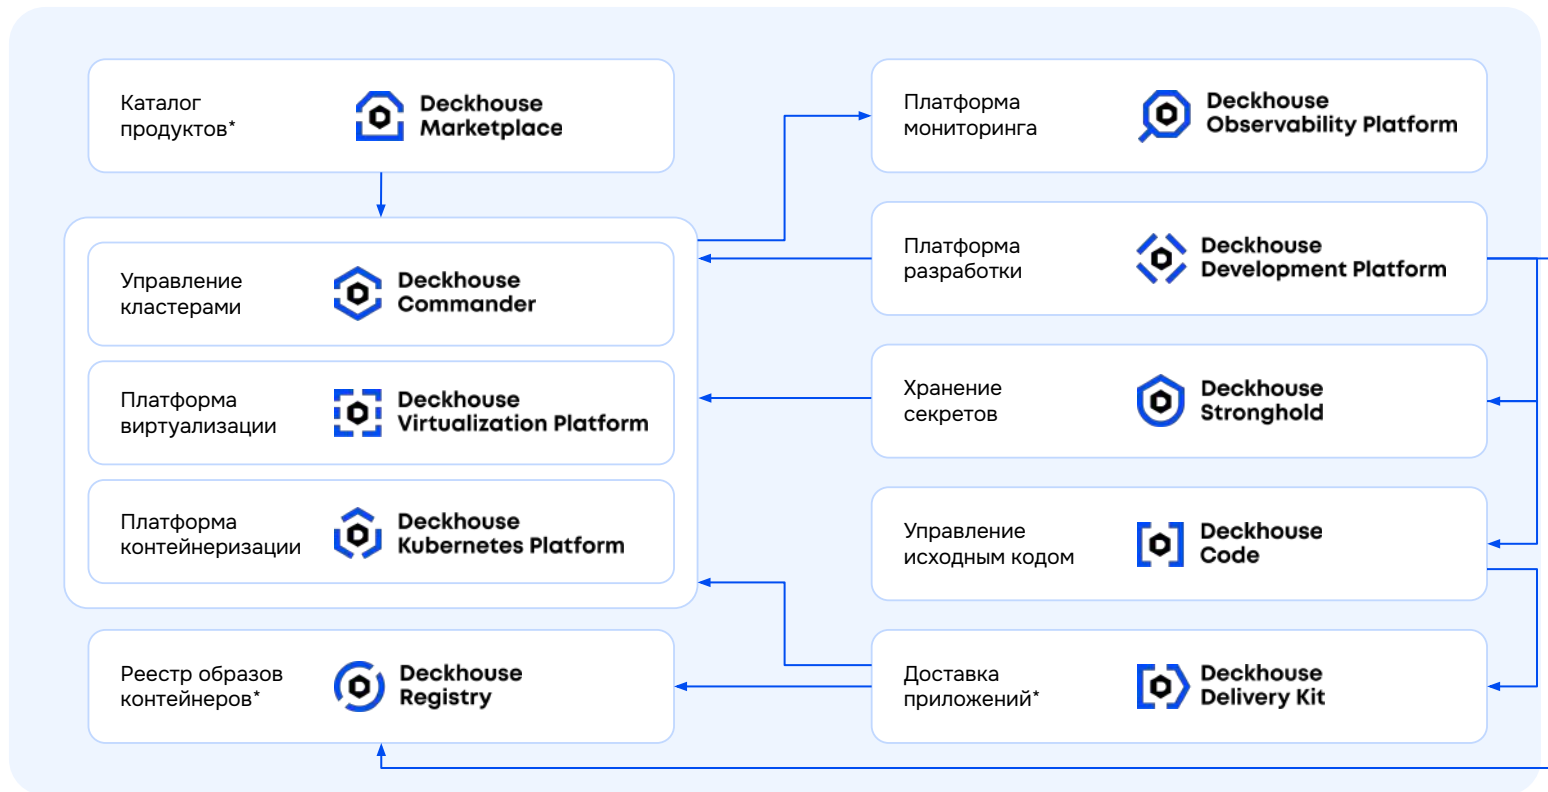 Каталог
продуктов*
Deckhouse
Marketplace
Управление
кластерами
Deckhouse
Commander
Платформа
виртуализации
Deckhouse
Virtualization Platform
Платформа
контейнеризации
Deckhouse
Kubernetes Platform
Реестр образов
контейнеров*
Deckhouse
Registry
Платформа
мониторинга
Deckhouse
Observability Platform
Платформа
разработки
Deckhouse
Development Platform
Хранение
секретов
Deckhouse
Stronghold
Управление
исходным кодом
Deckhouse
Code
Доставка
приложений*
Deckhouse
Delivery Kit